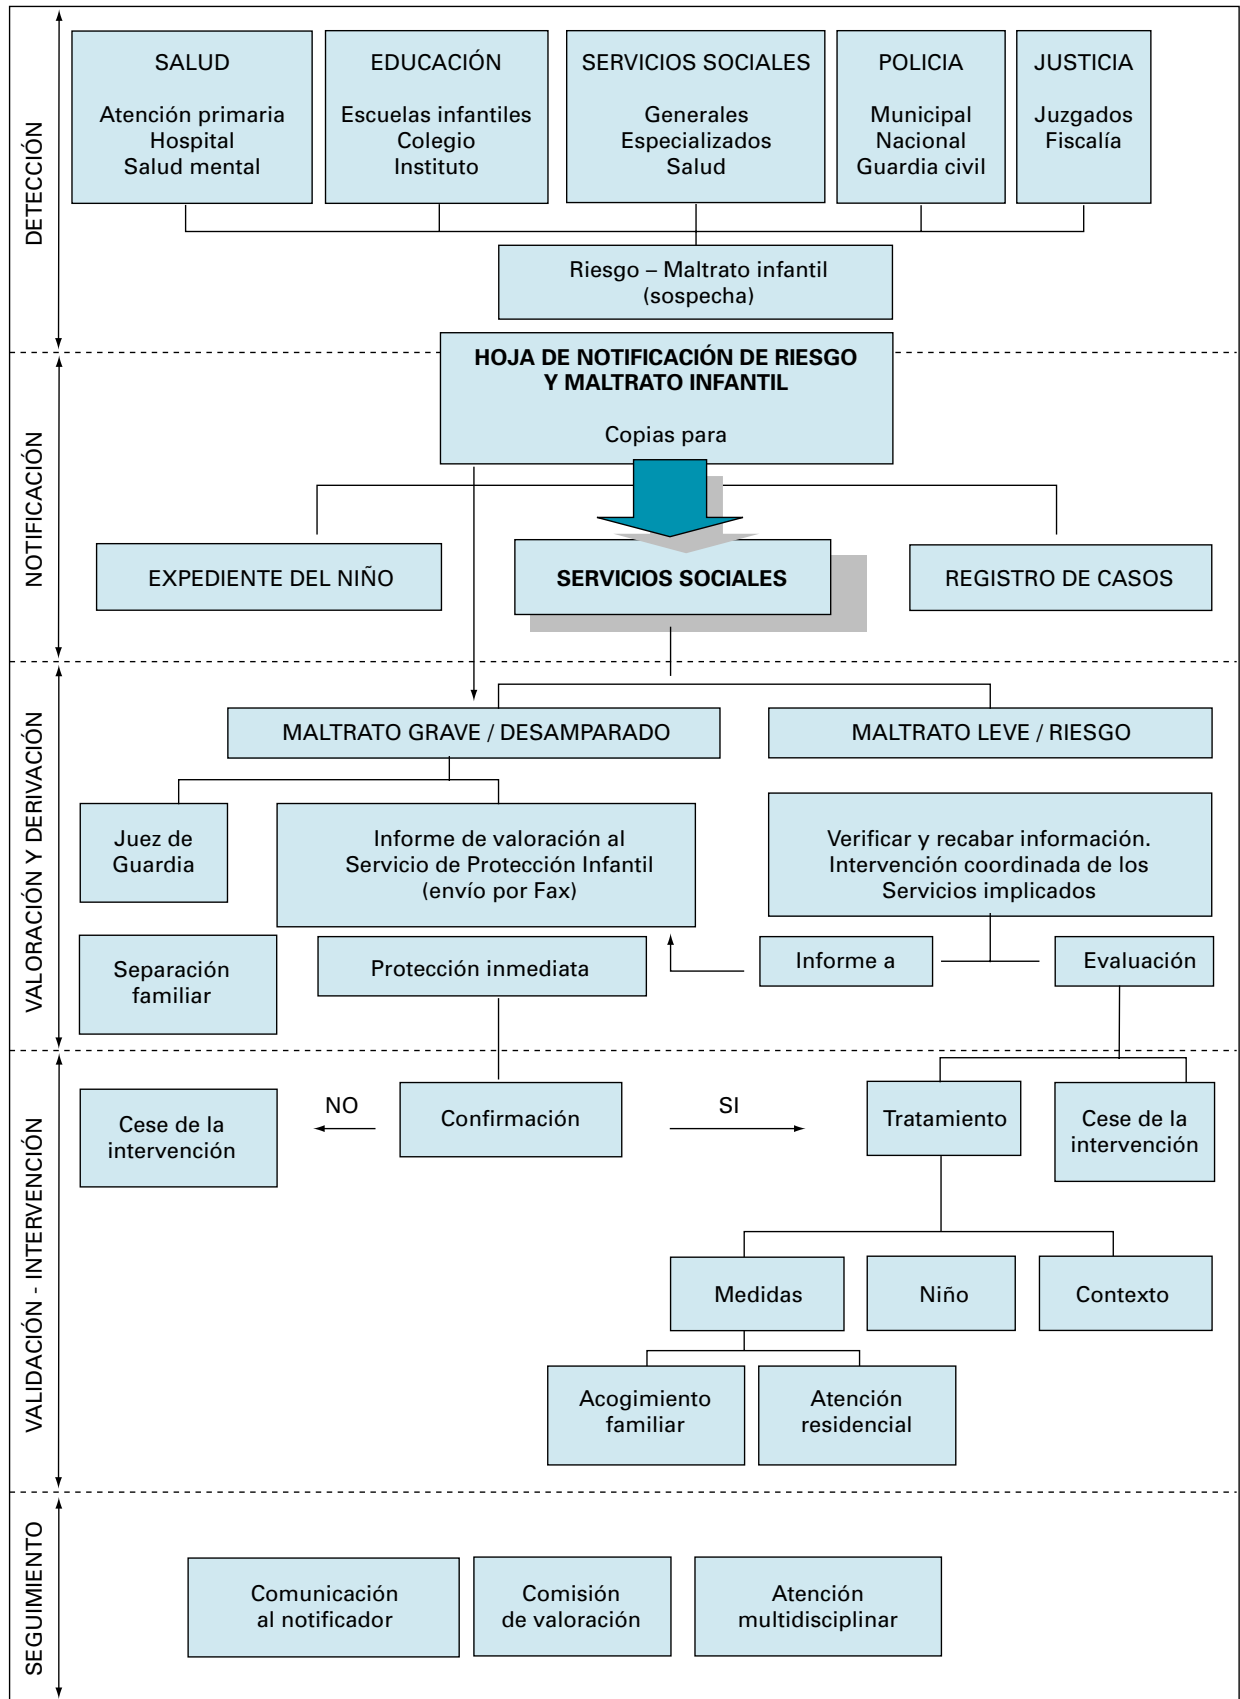 DETECCIÓN
SALUD
Atención primaria
Hospital
Salud mental
EDUCACIÓN
Escuelas infantiles
Colegio
Instituto
SERVICIOS SOCIALES
Generales
Especializados
Salud
POLICIA
Municipal
Nacional
Guardia civil
JUSTICIA
Juzgados
Fiscalía
Riesgo – Maltrato infantil
(sospecha)
NOTIFICACIÓN
HOJA DE NOTIFICACIÓN DE RIESGO
Y MALTRATO INFANTIL
Copias para
EXPEDIENTE DEL NIÑO
SERVICIOS SOCIALES
REGISTRO DE CASOS
VALORACIÓN Y DERIVACIÓN
MALTRATO GRAVE / DESAMPARADO
MALTRATO LEVE / RIESGO
Juez de
Guardia
Informe de valoración al
Servicio de Protección Infantil
(envío por Fax)
Verificar y recabar información.
Intervención coordinada de los
Servicios implicados
Separación
familiar
Protección inmediata
Informe a
Evaluación
VALIDACIÓN - INTERVENCIÓN
Cese de la
intervención
NO
Confirmación
SI
Tratamiento
Cese de la
intervención
Medidas
Niño
Contexto
Acogimiento
familiar
Atención
residencial
SEGUIMIENTO
Comunicación
al notificador
Comisión
de valoración
Atención
multidisciplinar